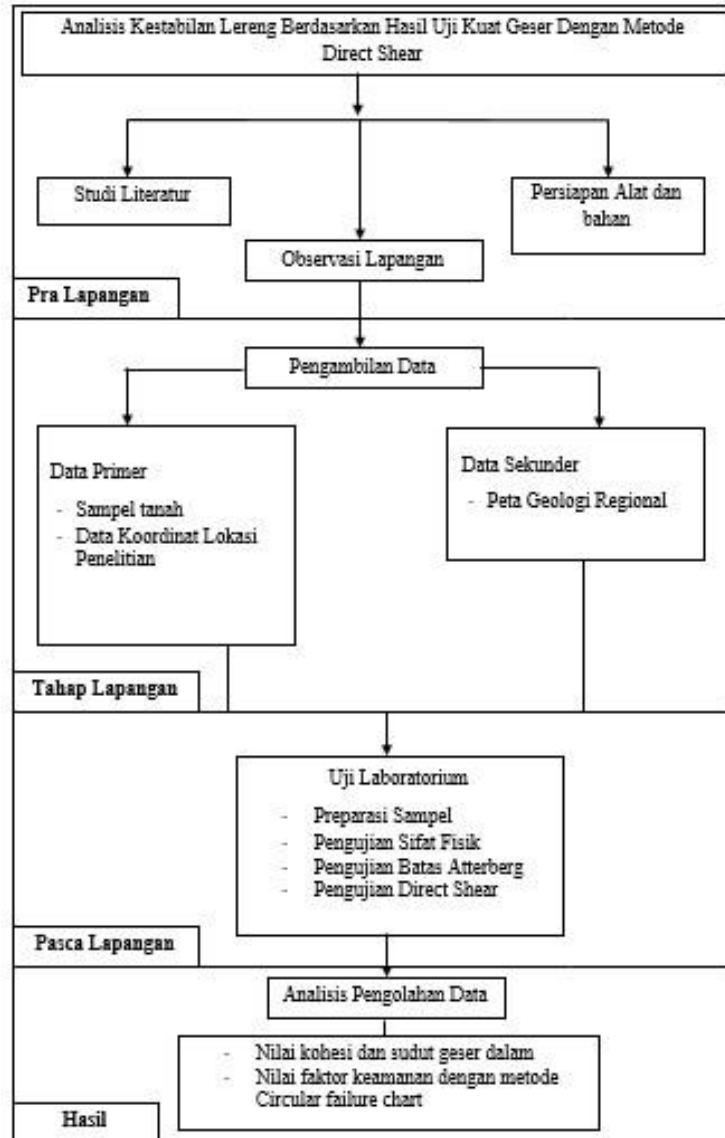 Analisis Kestabilan Lereng Berdasarkan Hasil Uji Kuat Geser Dengan Metode
Direct Shear
Studi Literatur
Persiapan Alat dan
bahan
Observasi Lapangan
Pra Lapangan
Pengambilan Data
Data Primer
- Sampel tanah
- Data Koordinat Lokasi
Penelitian
Data Sekunder
- Peta Geologi Regional
Tahap Lapangan
Uji Laboratorium
- Preparasi Sampel
- Pengujian Sifat Fisik
- Pengujian Batas Atterberg
- Pengujian Direct Shear
Pasca Lapangan
Analisis Pengolahan Data
- Nilai kohesi dan sudut geser dalam
- Nilai faktor keamanan dengan metode
Circular failure chart
Hasil